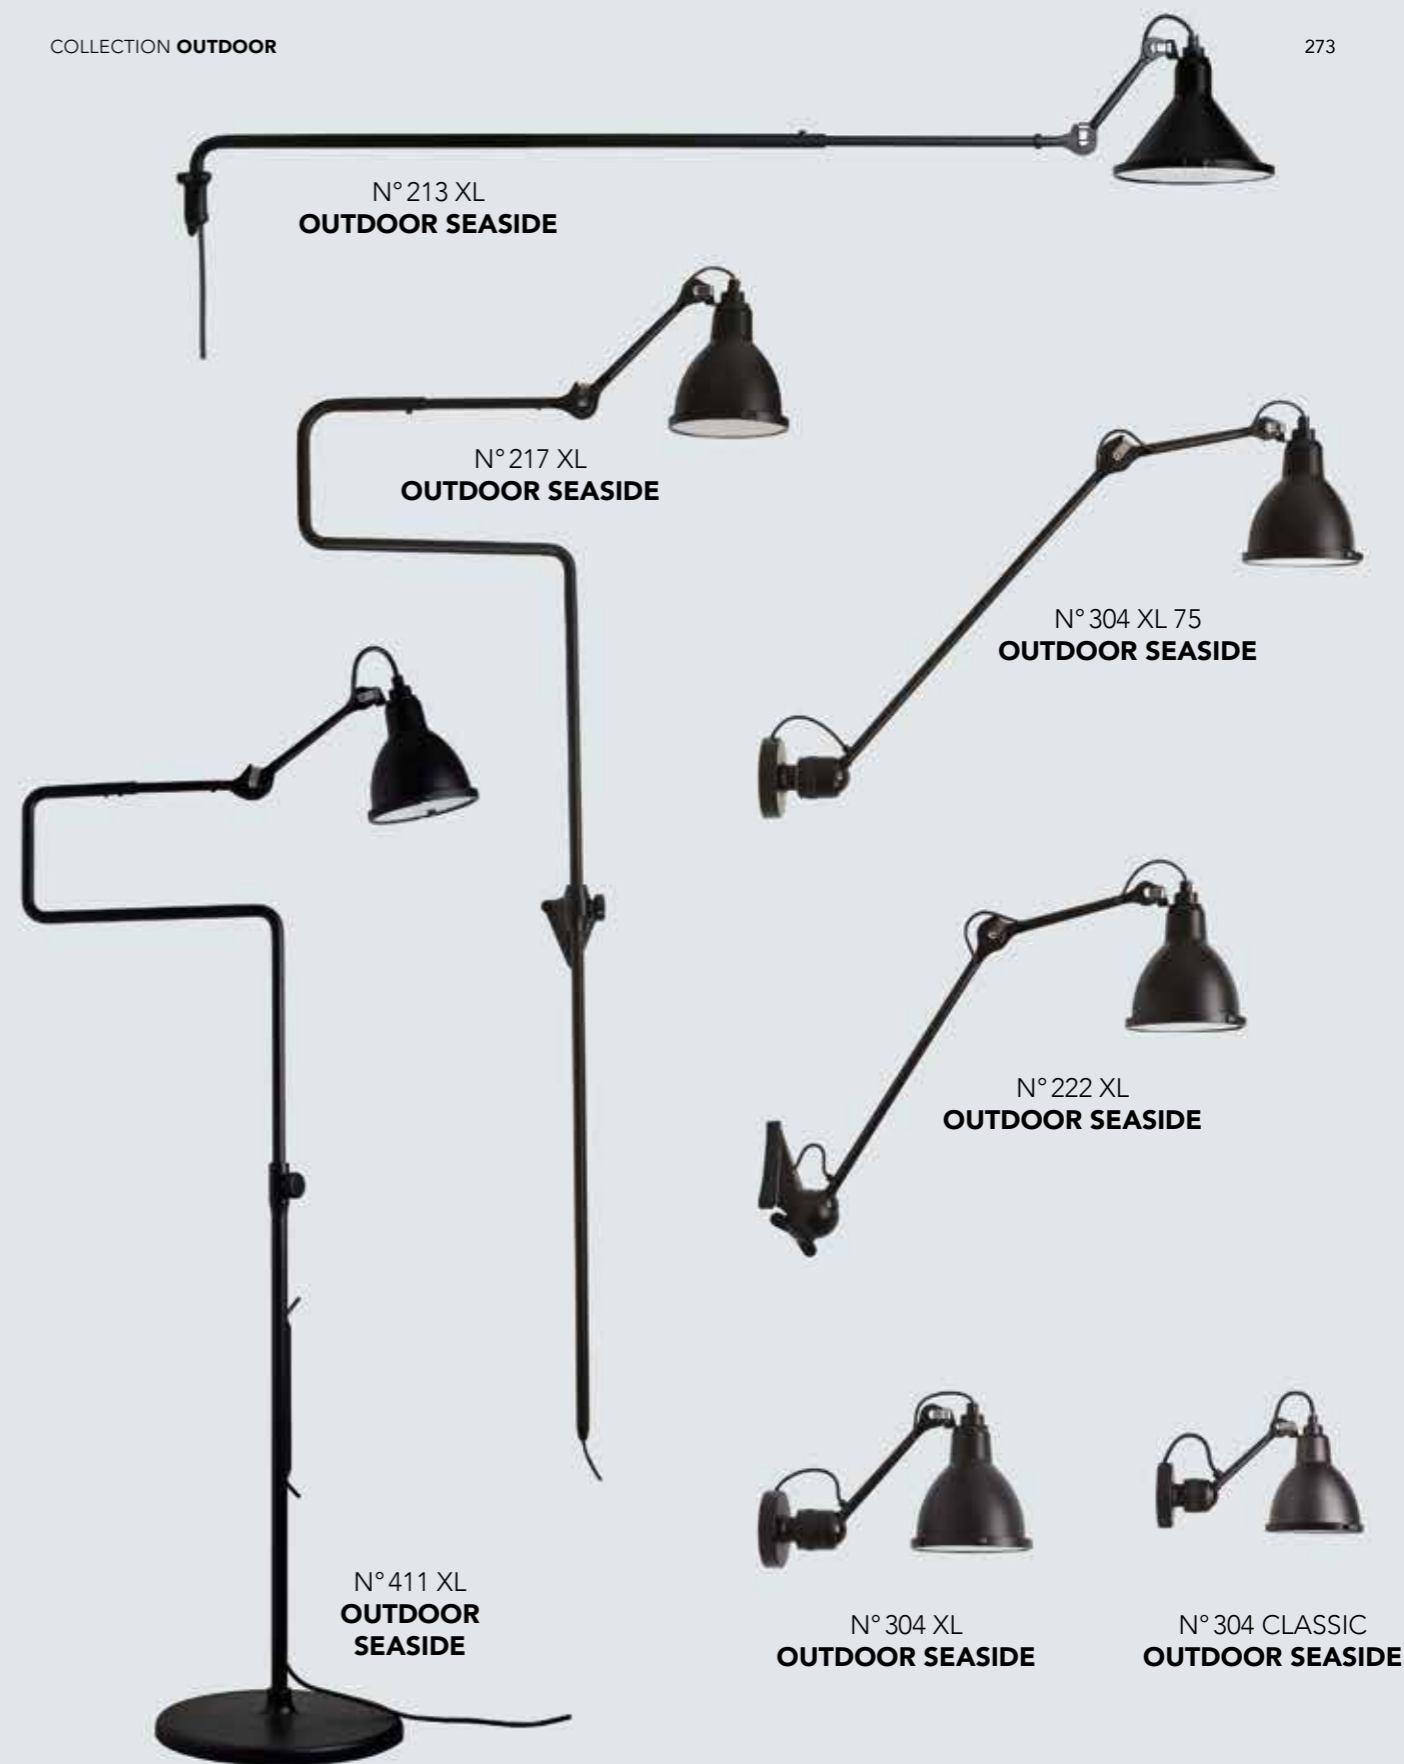 COLLECTION OUTDOOR
273
N° 213 XL
OUTDOOR SEASIDE
N° 217 XL
OUTDOOR SEASIDE
N° 304 XL 75
OUTDOOR SEASIDE
N° 222 XL
OUTDOOR SEASIDE
N° 411 XL
OUTDOOR
SEASIDE
N° 304 XL
OUTDOOR SEASIDE
N° 304 CLASSIC
OUTDOOR SEASIDE